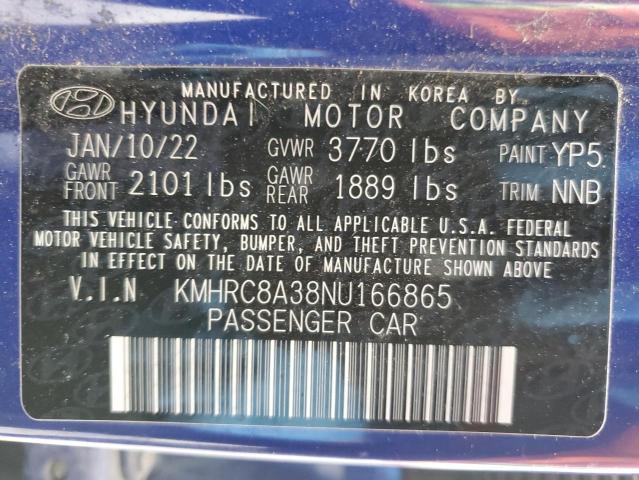 MANUFACTURED IN KOREA BY
HYUNDAI MOTOR COMPANY
JAN/10/22 GVWR 3770 lbs PAINT YP5
GAWR FRONT 2101 lbs GAWR REAR 1889 lbs TRIM NNB
THIS VEHICLE CONFORMS TO ALL APPLICABLE U.S.A. FEDERAL
MOTOR VEHICLE SAFETY, BUMPER, AND THEFT PREVENTION STANDARDS
IN EFFECT ON THE DATE OF MANUFACTURE SHOWN ABOVE
V.I.N KMHRC8A38NU166865
PASSENGER CAR